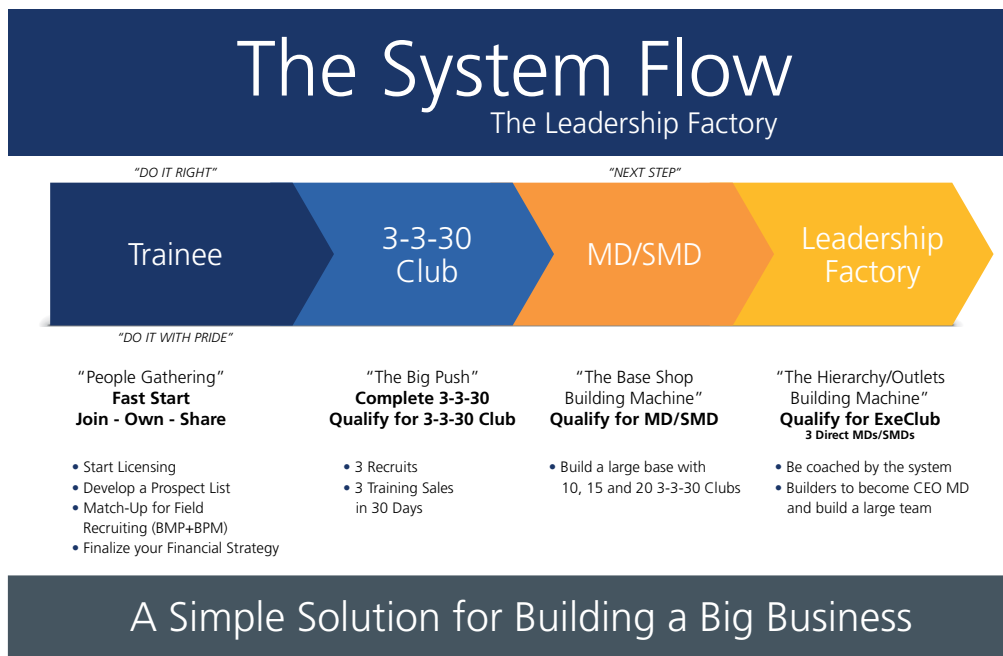 The System Flow
The Leadership Factory
"DO IT RIGHT"
"NEXT STEP"
Trainee
3-3-30
Club
MD/SMD
Leadership
Factory
"DO IT WITH PRIDE"
"People Gathering"
Fast Start
Join - Own - Share
• Start Licensing
• Develop a Prospect List
• Match-Up for Field
Recruiting (BMP+BPM)
• Finalize your Financial Strategy
"The Big Push"
Complete 3-3-30
Qualify for 3-3-30 Club
• 3 Recruits
• 3 Training Sales
in 30 Days
"The Base Shop
Building Machine"
Qualify for MD/SMD
• Build a large base with
10, 15 and 20 3-3-30 Clubs
"The Hierarchy/Outlets
Building Machine"
Qualify for ExeClub
3 Direct MDs/SMDs
• Be coached by the system
• Builders to become CEO MD
and build a large team
A Simple Solution for Building a Big Business